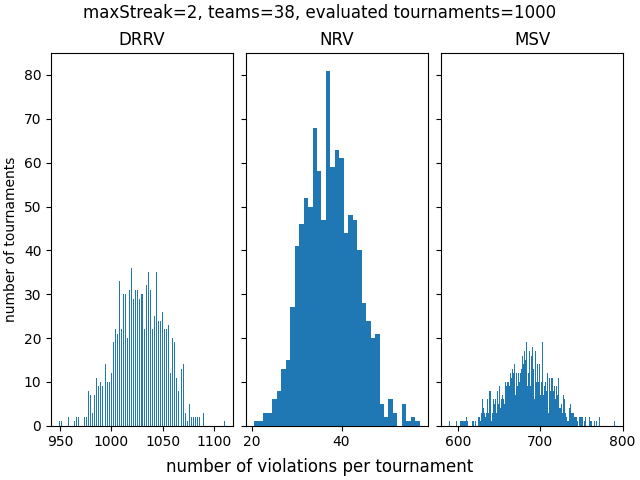 maxStreak=2, teams=38, evaluated tournaments=1000
DRRV NRV MSV
number of tournaments
80
70
60
50
40
30
20
10
0
950 1000 1050 1100 20 40 600 700 800
number of violations per tournament